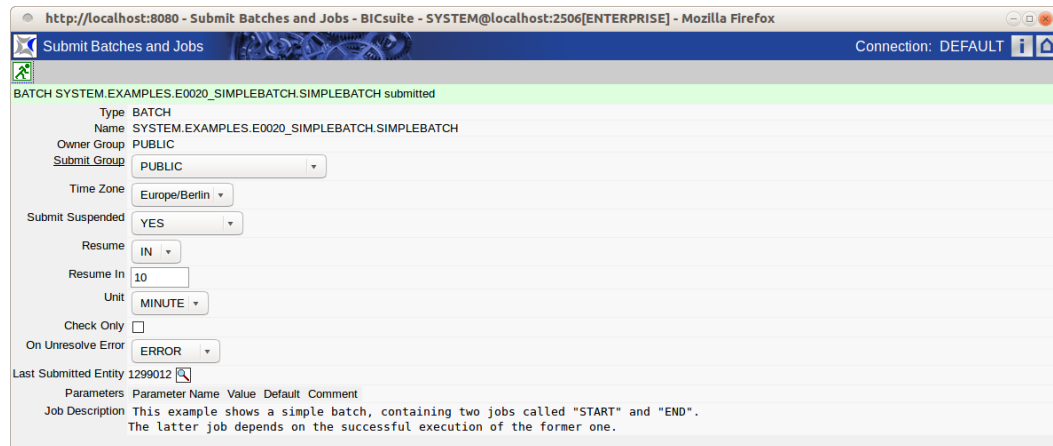 http://localhost:8080 - Submit Batches and Jobs - BICsuite - SYSTEM@localhost:2506[ENTERPRISE] - Mozilla Firefox
Submit Batches and Jobs Connection: DEFAULT
BATCH SYSTEM.EXAMPLES.E0020_SIMPLEBATCH.SIMPLEBATCH submitted
Type BATCH
Name SYSTEM.EXAMPLES.E0020_SIMPLEBATCH.SIMPLEBATCH
Owner Group PUBLIC
Submit Group PUBLIC
Time Zone Europe/Berlin
Submit Suspended YES
Resume IN
Resume In 10
Unit MINUTE
Check Only
On Unresolve Error ERROR
Last Submitted Entity 1299012
Parameters Parameter Name Value Default Comment
Job Description This example shows a simple batch, containing two jobs called "START" and "END".
The latter job depends on the successful execution of the former one.